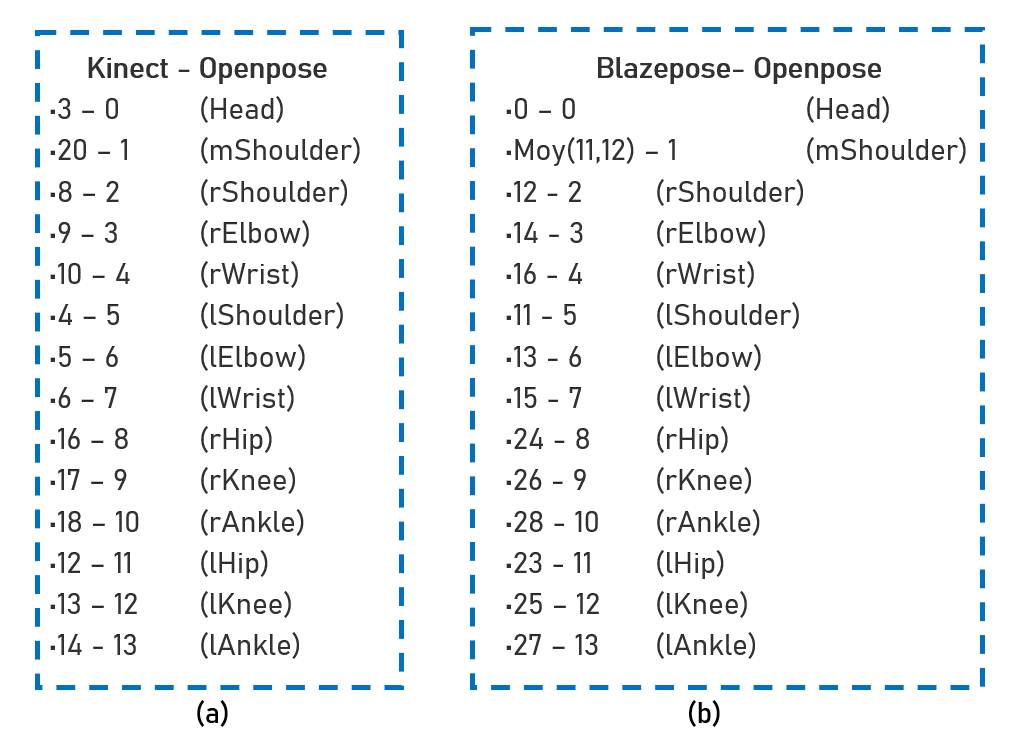 Kinect - Openpose
▪3 – 0 (Head)
▪20 – 1 (mShoulder)
▪8 – 2 (rShoulder)
▪9 – 3 (rElbow)
▪10 – 4 (rWrist)
▪4 – 5 (lShoulder)
▪5 – 6 (lElbow)
▪6 – 7 (lWrist)
▪16 – 8 (rHip)
▪17 – 9 (rKnee)
▪18 – 10 (rAnkle)
▪12 – 11 (lHip)
▪13 – 12 (lKnee)
▪14 - 13 (lAnkle)
(a)
Blazepose- Openpose
▪0 – 0 (Head)
▪Moy(11,12) – 1 (mShoulder)
▪12 - 2 (rShoulder)
▪14 - 3 (rElbow)
▪16 - 4 (rWrist)
▪11 - 5 (lShoulder)
▪13 - 6 (lElbow)
▪15 - 7 (lWrist)
▪24 - 8 (rHip)
▪26 - 9 (rKnee)
▪28 - 10 (rAnkle)
▪23 - 11 (lHip)
▪25 – 12 (lKnee)
▪27 – 13 (lAnkle)
(b)